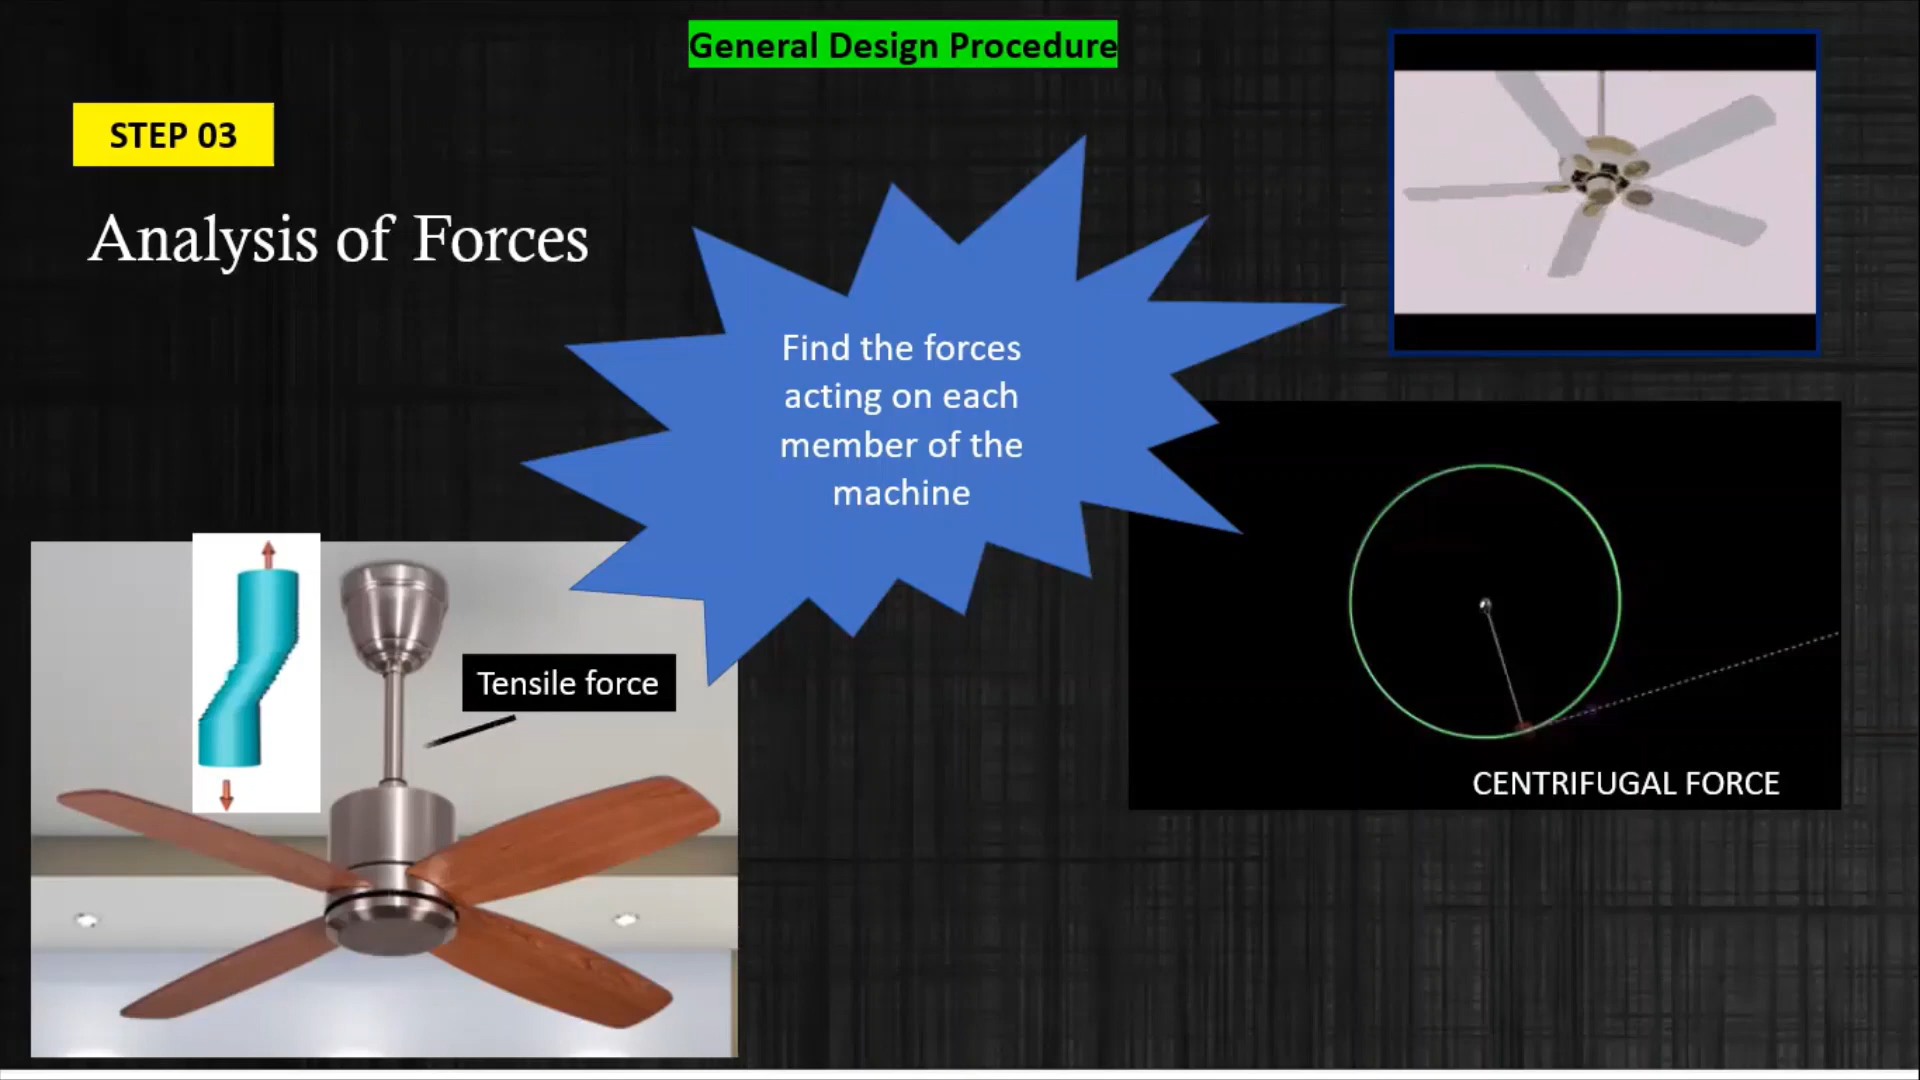 General Design Procedure
STEP 03
Analysis of Forces
Find the forces
acting on each
member of the
machine
Tensile force
CENTRIFUGAL FORCE